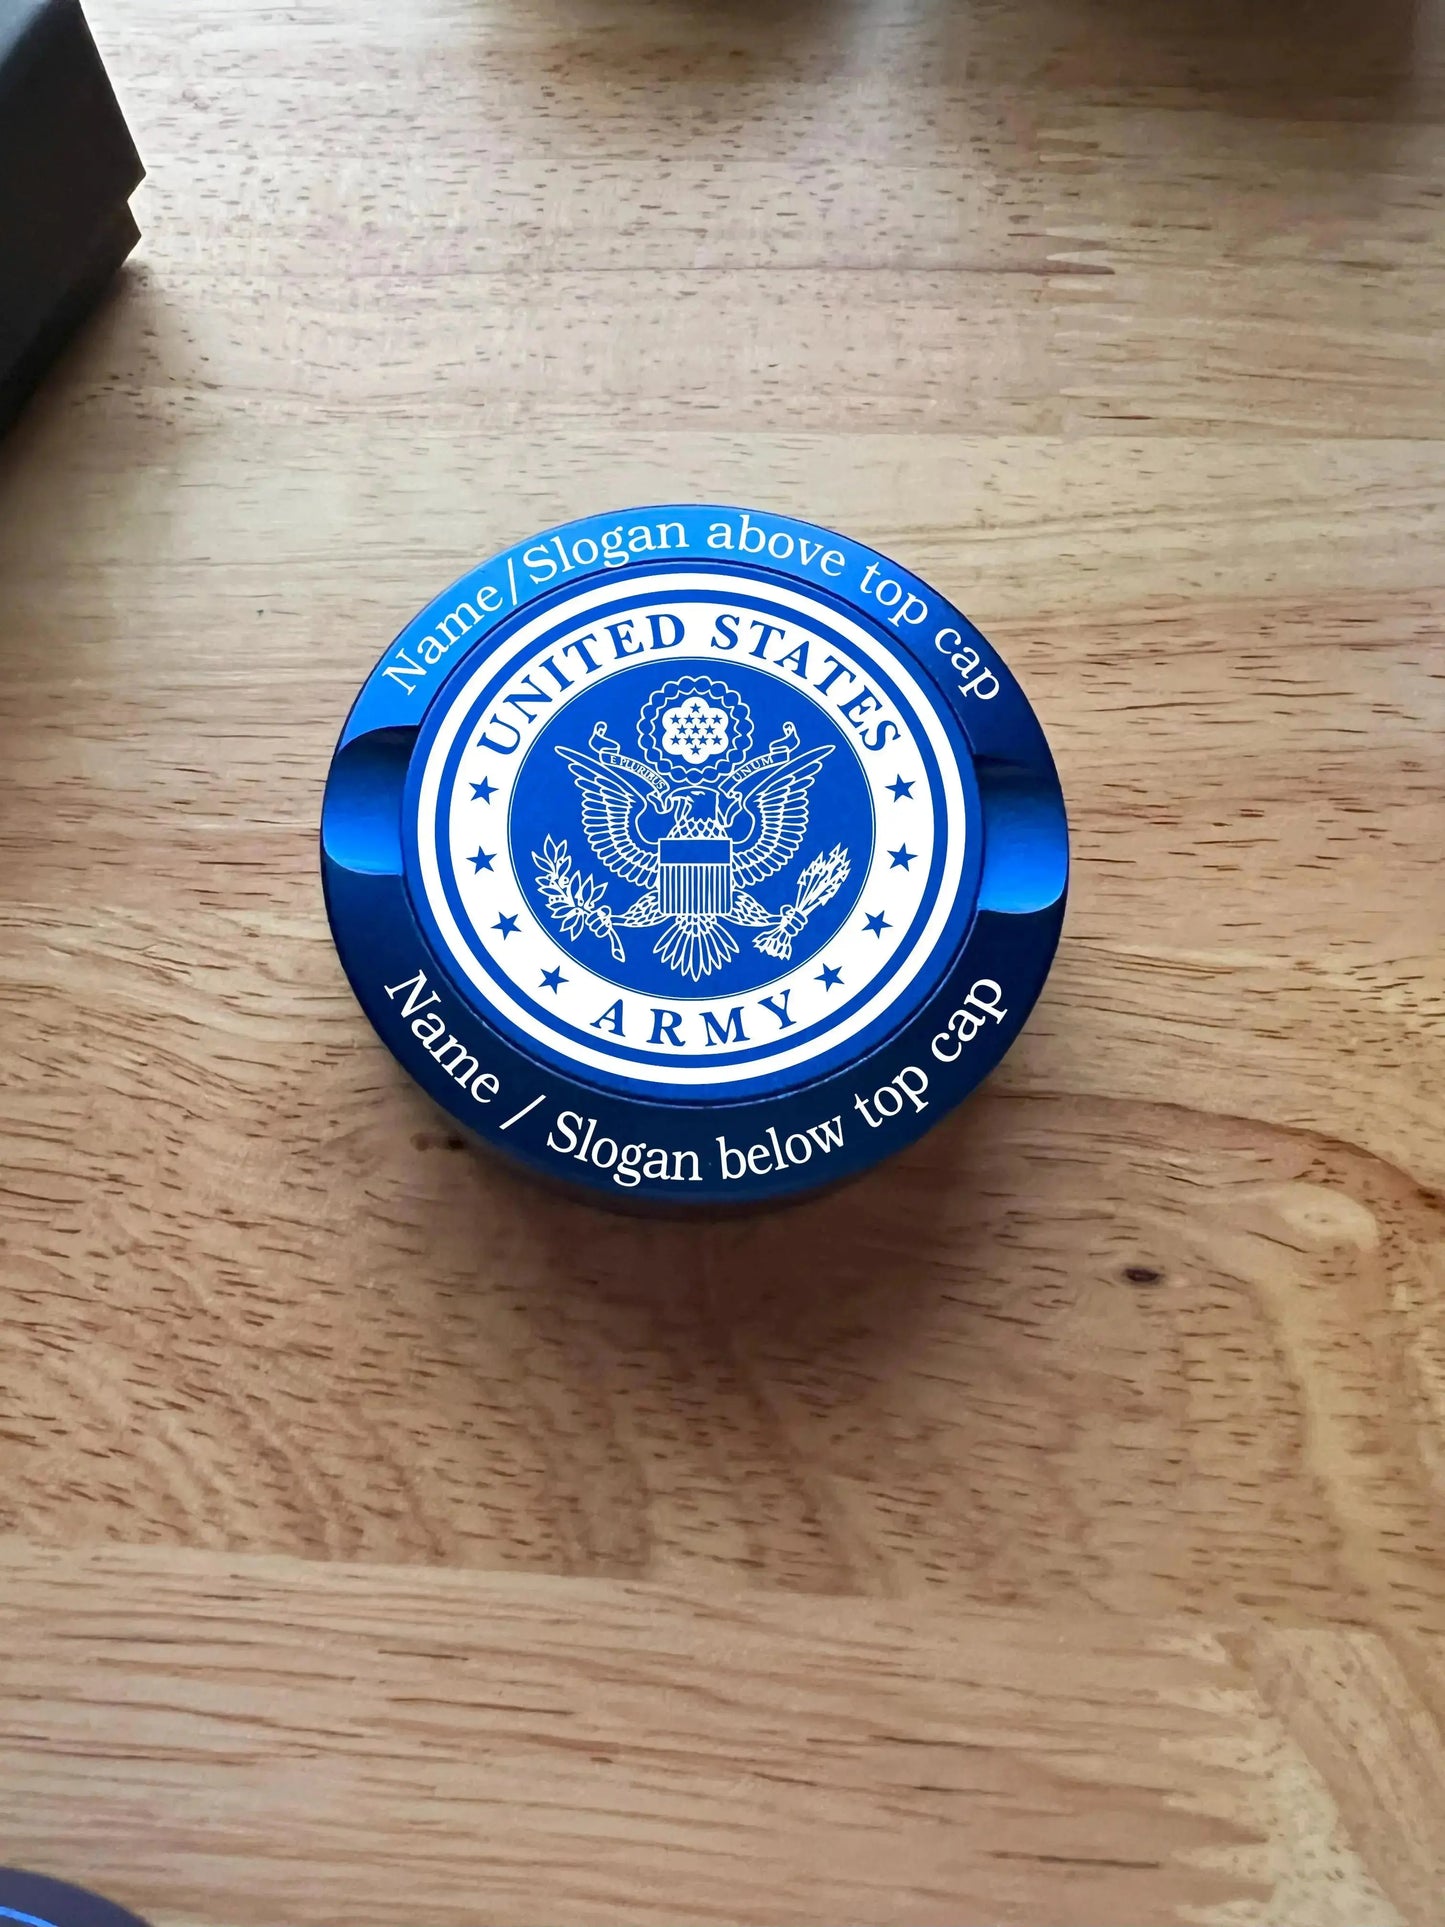 Name/Slogan above top cap
UNITED STATES
E PLURIBUS UNUM
ARMY
Name / Slogan below top cap